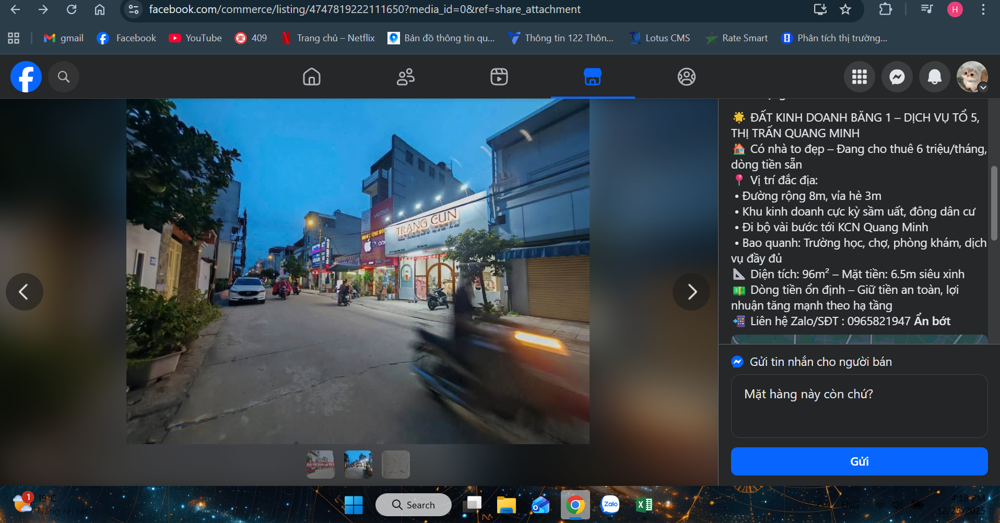 facebook.com/commerce/listing/4747819222111650?media_id=0&ref=share_attachment
H
gmail
Facebook
YouTube
409
Trang chủ – Netflix
Bản đồ thông tin qu...
Thông tin 122 Thôn...
Lotus CMS
Rate Smart
Phân tích thị trường...
🌟 ĐẤT KINH DOANH BĂNG 1 – DỊCH VỤ TỔ 5,
THỊ TRẤN QUANG MINH
🏠 Có nhà to đẹp – Đang cho thuê 6 triệu/tháng,
dòng tiền sẵn
📍 Vị trí đắc địa:
• Đường rộng 8m, vỉa hè 3m
• Khu kinh doanh cực kỳ sầm uất, đông dân cư
• Đi bộ vài bước tới KCN Quang Minh
• Bao quanh: Trường học, chợ, phòng khám, dịch
vụ đầy đủ
📐 Diện tích: 96m² – Mặt tiền: 6.5m siêu xinh
💵 Dòng tiền ổn định – Giữ tiền an toàn, lợi
nhuận tăng mạnh theo hạ tầng
📲 Liên hệ Zalo/SĐT : 0965821947 Ẩn bớt
viettel
TRANG CUN
Gửi tin nhắn cho người bán
Mặt hàng này còn chứ?
Gửi
1
19°C
Nắng rải rác
Search
Zalo
ENG
4:18 PM
12/25/2025